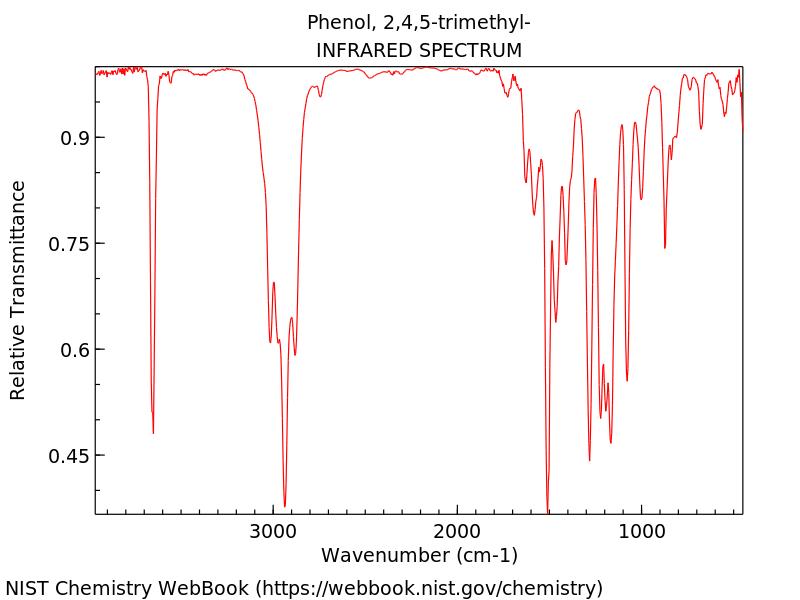 Phenol, 2,4,5-trimethyl-
INFRARED SPECTRUM
Relative Transmittance
0.9
0.75
0.6
0.45
3000 2000 1000
Wavenumber (cm-1)
NIST Chemistry WebBook (https://webbook.nist.gov/chemistry)